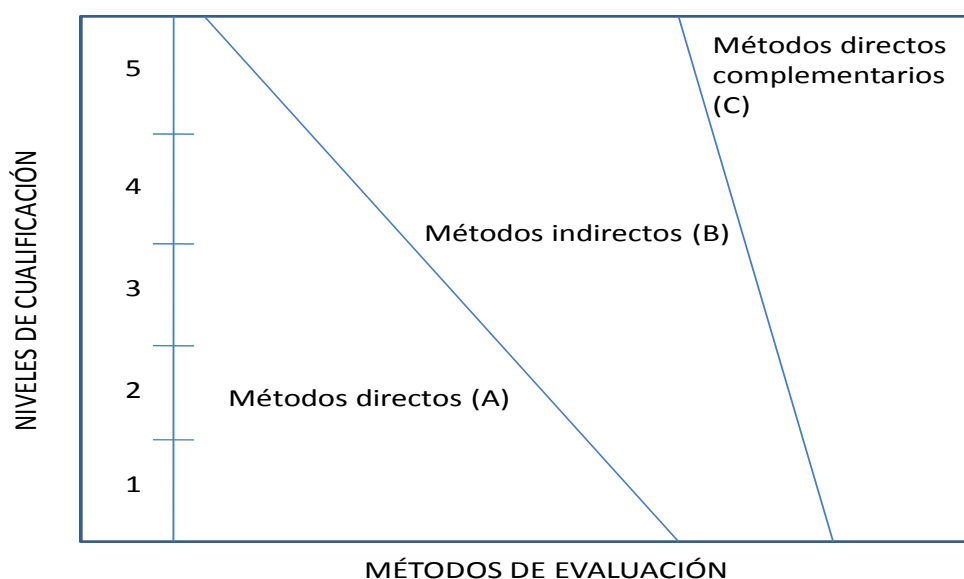 NIVELES DE CUALIFICACIÓN
5
4
3
2
1
Métodos directos
complementarios
(C)
Métodos indirectos (B)
Métodos directos (A)
MÉTODOS DE EVALUACIÓN